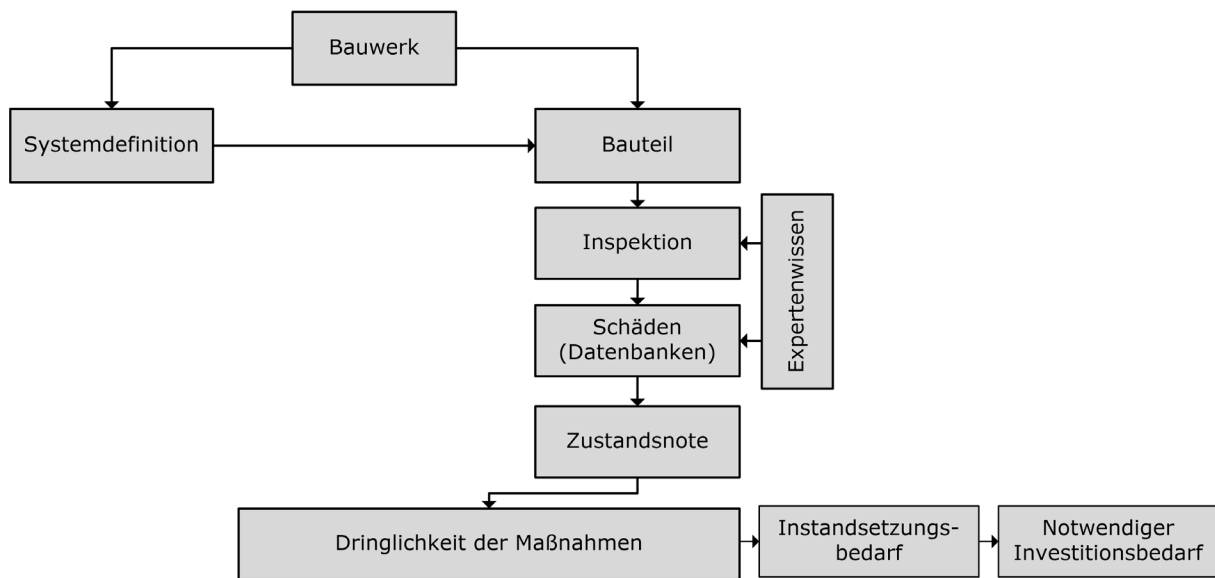 Bauwerk
Systemdefinition
Bauteil
Inspektion
Expertenwissen
Schäden
(Datenbanken)
Zustandsnote
Dringlichkeit der Maßnahmen
Instandsetzungs-
bedarf
Notwendiger
Investitionsbedarf